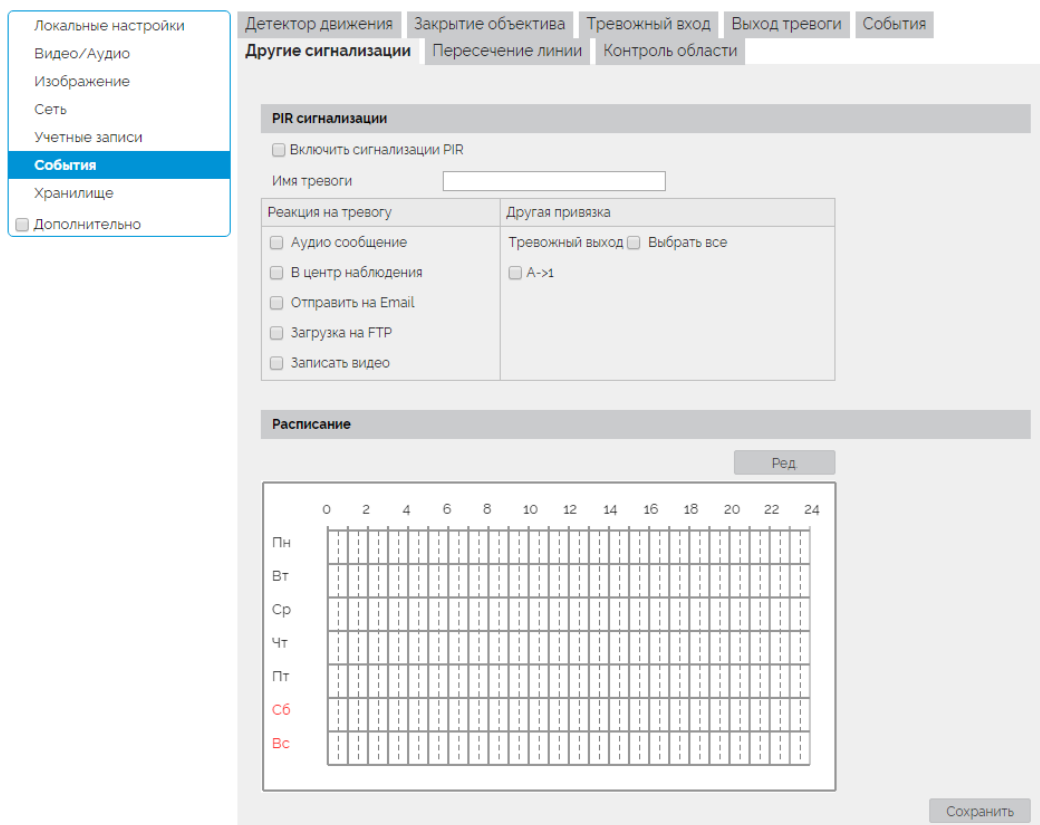 Локальные настройки
Видео/Аудио
Изображение
Сеть
Учетные записи
События
Хранилище
Дополнительно
Детектор движения Закрытие объектива Тревожный вход Выход тревоги События
Другие сигнализации Пересечение линии Контроль области
PIR сигнализации
Включить сигнализации PIR
Имя тревоги
Реакция на тревогу Другая привязка
Аудио сообщение Тревожный выход Выбрать все
В центр наблюдения A->1
Отправить на Email
Загрузка на FTP
Записать видео
Расписание
Ред.
0 2 4 6 8 10 12 14 16 18 20 22 24
Пн
Вт
Ср
Чт
Пт
Сб
Вс
Сохранить